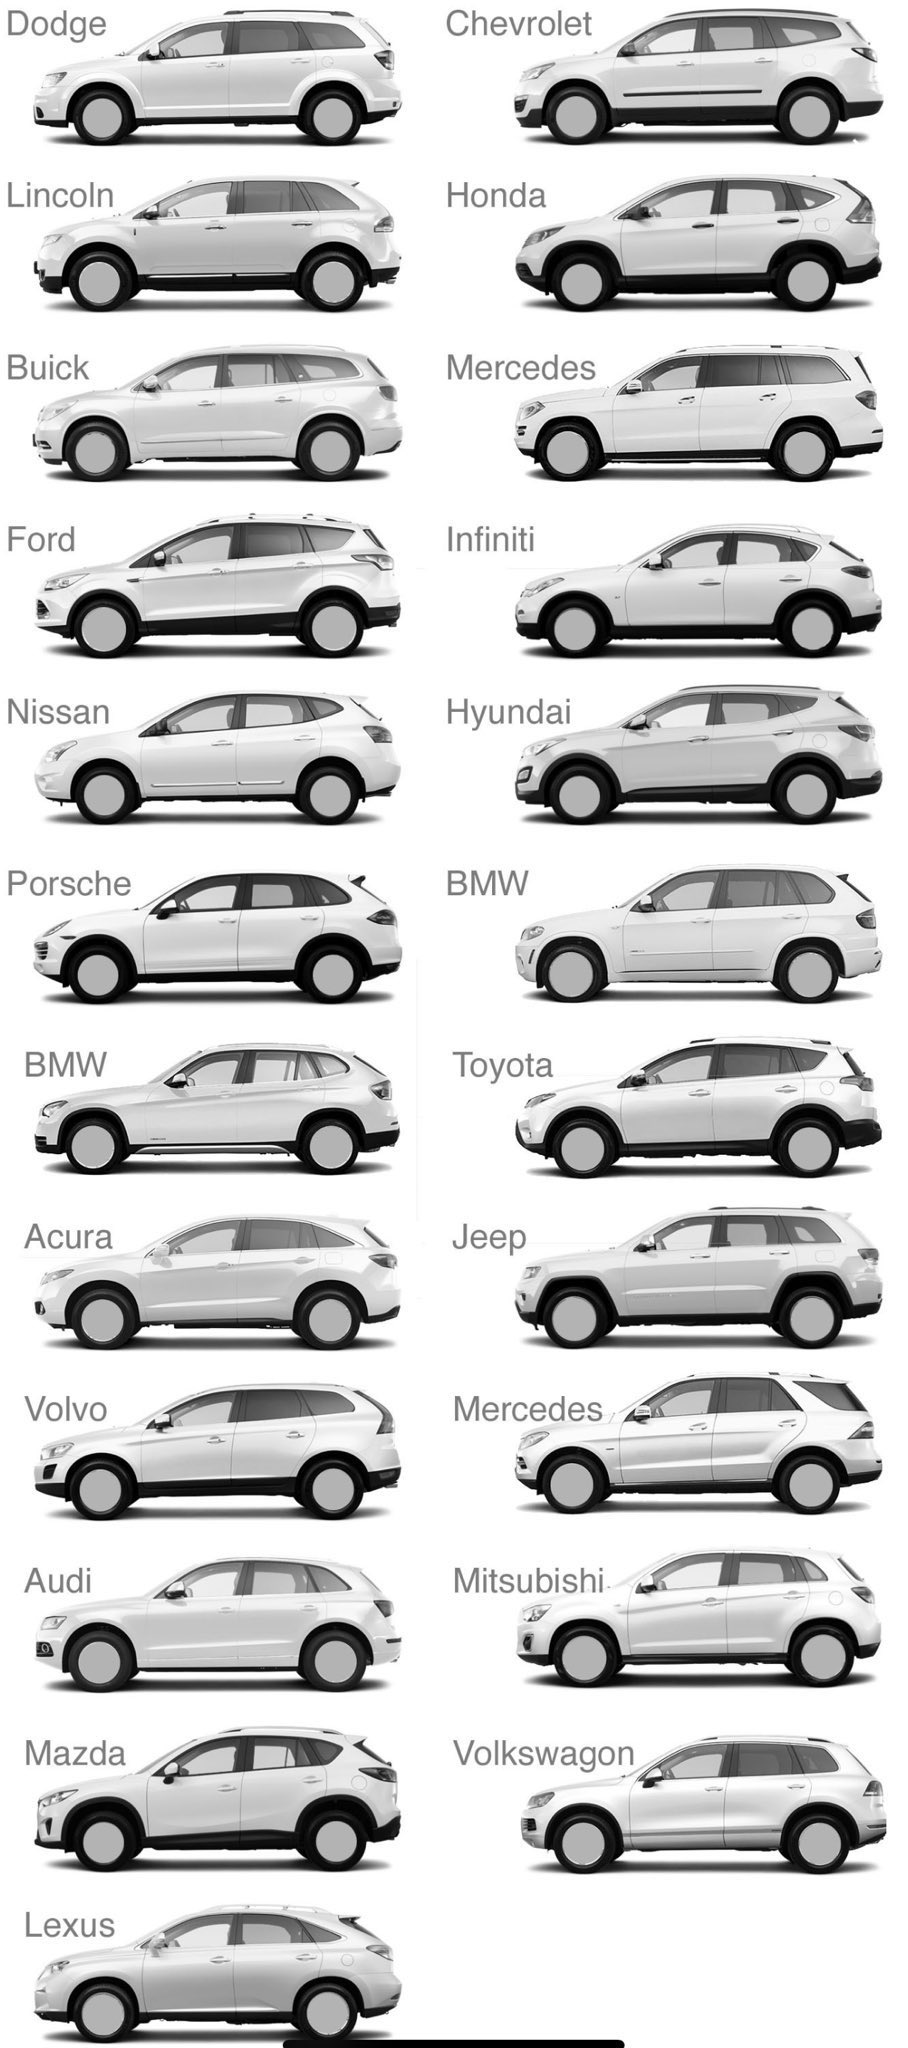 Dodge
Chevrolet
Lincoln
Honda
Buick
Mercedes
Ford
Infiniti
Nissan
Hyundai
Porsche
BMW
BMW
Toyota
Acura
Jeep
Volvo
Mercedes
Audi
Mitsubishi
Mazda
Volkswagon
Lexus